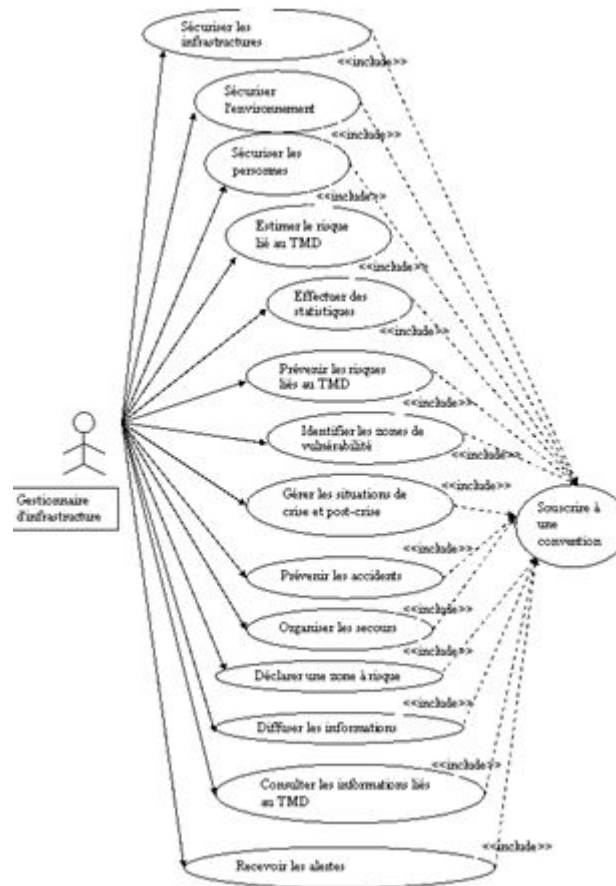 Sécuriser les
infrastructures
<<include>>
Sécuriser
l'environnement
<<include>>
Sécuriser les
personnes
<<include>>
Estimer le risque
lié au TMD
<<include>>
Effectuer des
statistiques
<<include>>
Prévenir les risques
liés au TMD
<<include>>
Identifier les zones de
vulnérabilité
<<include>>
Gérer les situations de
crise et post-crise
Gestionnaire
d'infrastructure
Souscrire à
une
convention
<<include>>
Prévenir les accidents
<<include>>
Organiser les secours
<<include>>
Déclarer une zone à risque
<<include>>
Diffuser les informations
<<include>>
Consulter les informations liés
au TMD
<<include>>
Recevoir les alertes